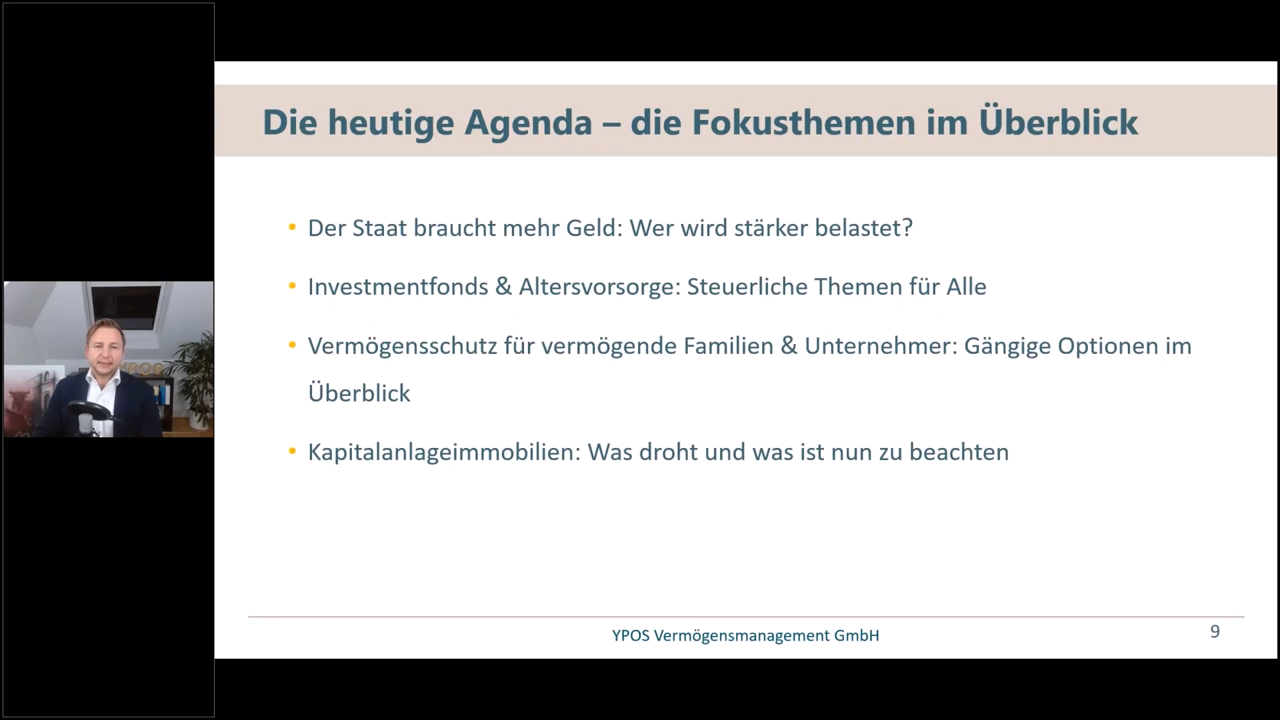 Die heutige Agenda – die Fokusthemen im Überblick
• Der Staat braucht mehr Geld: Wer wird stärker belastet?
• Investmentfonds & Altersvorsorge: Steuerliche Themen für Alle
• Vermögensschutz für vermögende Familien & Unternehmer: Gängige Optionen im
Überblick
• Kapitalanlageimmobilien: Was droht und was ist nun zu beachten
YPOS Vermögensmanagement GmbH
9